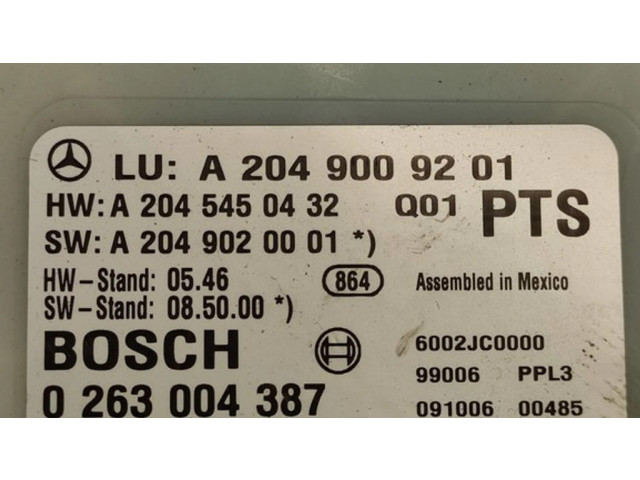 LU: A 204 900 92 01
HW: A 204 545 04 32 Q01 PTS
SW: A 204 902 00 01 *)
HW-Stand: 05.46 864 Assembled in Mexico
SW-Stand: 08.50.00 *)
BOSCH 6002JC0000
99006 PPL3
0 263 004 387 091006 00485